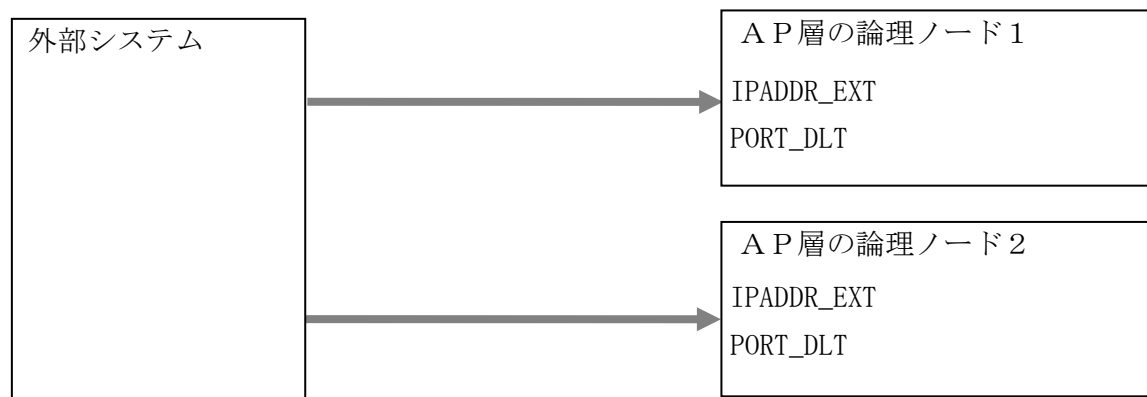 外部システム
ＡＰ層の論理ノード１
IPADDR_EXT
PORT_DLT
ＡＰ層の論理ノード２
IPADDR_EXT
PORT_DLT